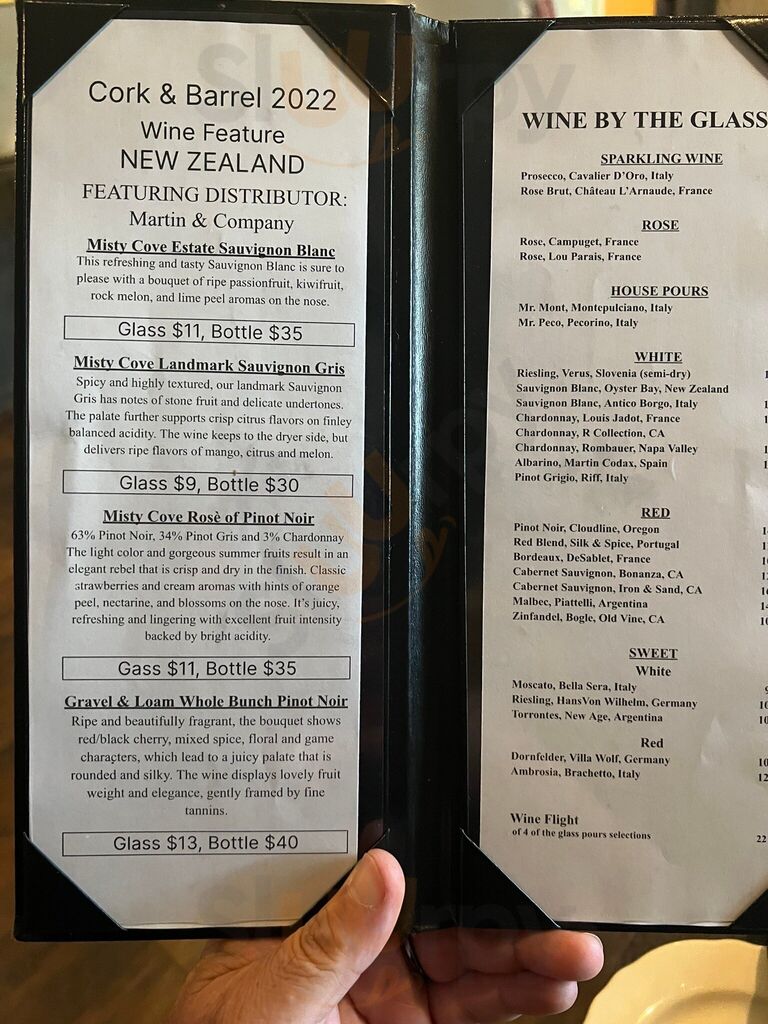 Cork & Barrel 2022
Wine Feature
NEW ZEALAND
FEATURING DISTRIBUTOR:
Martin & Company
Misty Cove Estate Sauvignon Blanc
This refreshing and tasty Sauvignon Blanc is sure to
please with a bouquet of ripe passionfruit, kiwifruit,
rock melon, and lime peel aromas on the nose.
Glass $11, Bottle $35
Misty Cove Landmark Sauvignon Gris
Spicy and highly textured, our landmark Sauvignon
Gris has notes of stone fruit and delicate undertones.
The palate further supports crisp citrus flavors on finley
balanced acidity. The wine keeps to the dryer side, but
delivers ripe flavors of mango, citrus and melon.
Glass $9, Bottle $30
Misty Cove Rosè of Pinot Noir
63% Pinot Noir, 34% Pinot Gris and 3% Chardonnay
The light color and gorgeous summer fruits result in an
elegant rebel that is crisp and dry in the finish. Classic
strawberries and cream aromas with hints of orange
peel, nectarine, and blossoms on the nose. It's juicy,
refreshing and lingering with excellent fruit intensity
backed by bright acidity.
Gass $11, Bottle $35
Gravel & Loam Whole Bunch Pinot Noir
Ripe and beautifully fragrant, the bouquet shows
red/black cherry, mixed spice, floral and game
characters, which lead to a juicy palate that is
rounded and silky. The wine displays lovely fruit
weight and elegance, gently framed by fine
tannins.
Glass $13, Bottle $40
WINE BY THE GLASS
SPARKLING WINE
Prosecco, Cavalier D'Oro, Italy
Rose Brut, Château L'Arnaude, France
ROSE
Rose, Campuget, France
Rose, Lou Parais, France
HOUSE POURS
Mr. Mont, Montepulciano, Italy
Mr. Peco, Pecorino, Italy
WHITE
Riesling, Verus, Slovenia (semi-dry)
Sauvignon Blanc, Oyster Bay, New Zealand
Sauvignon Blanc, Antico Borgo, Italy
Chardonnay, Louis Jadot, France
Chardonnay, R Collection, CA
Chardonnay, Rombauer, Napa Valley
Albarino, Martin Codax, Spain
Pinot Grigio, Riff, Italy
RED
Pinot Noir, Cloudline, Oregon
Red Blend, Silk & Spice, Portugal
Bordeaux, DeSablet, France
Cabernet Sauvignon, Bonanza, CA
Cabernet Sauvignon, Iron & Sand, CA
Malbec, Piattelli, Argentina
Zinfandel, Bogle, Old Vine, CA
SWEET
White
Moscato, Bella Sera, Italy
Riesling, HansVon Wilhelm, Germany
Torrontes, New Age, Argentina
Red
Dornfelder, Villa Wolf, Germany
Ambrosia, Brachetto, Italy
Wine Flight
of 4 of the glass pours selections 22